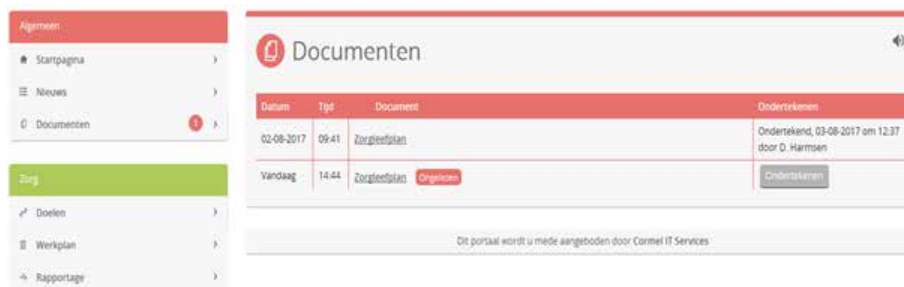 Algemeen
Startpagina
Nieuws
Documenten 1
Zorg
Doelen
Werkplan
Rapportage
Documenten
Datum Tijd Document Ondertekenen
02-08-2017 09:41 Zorgleefplan Ondertekend, 03-08-2017 om 12:37
door D. Harmsen
Vandaag 14:44 Zorgleefplan Ongelezen Ondertekenen
Dit portaal wordt u mede aangeboden door Cormel IT Services